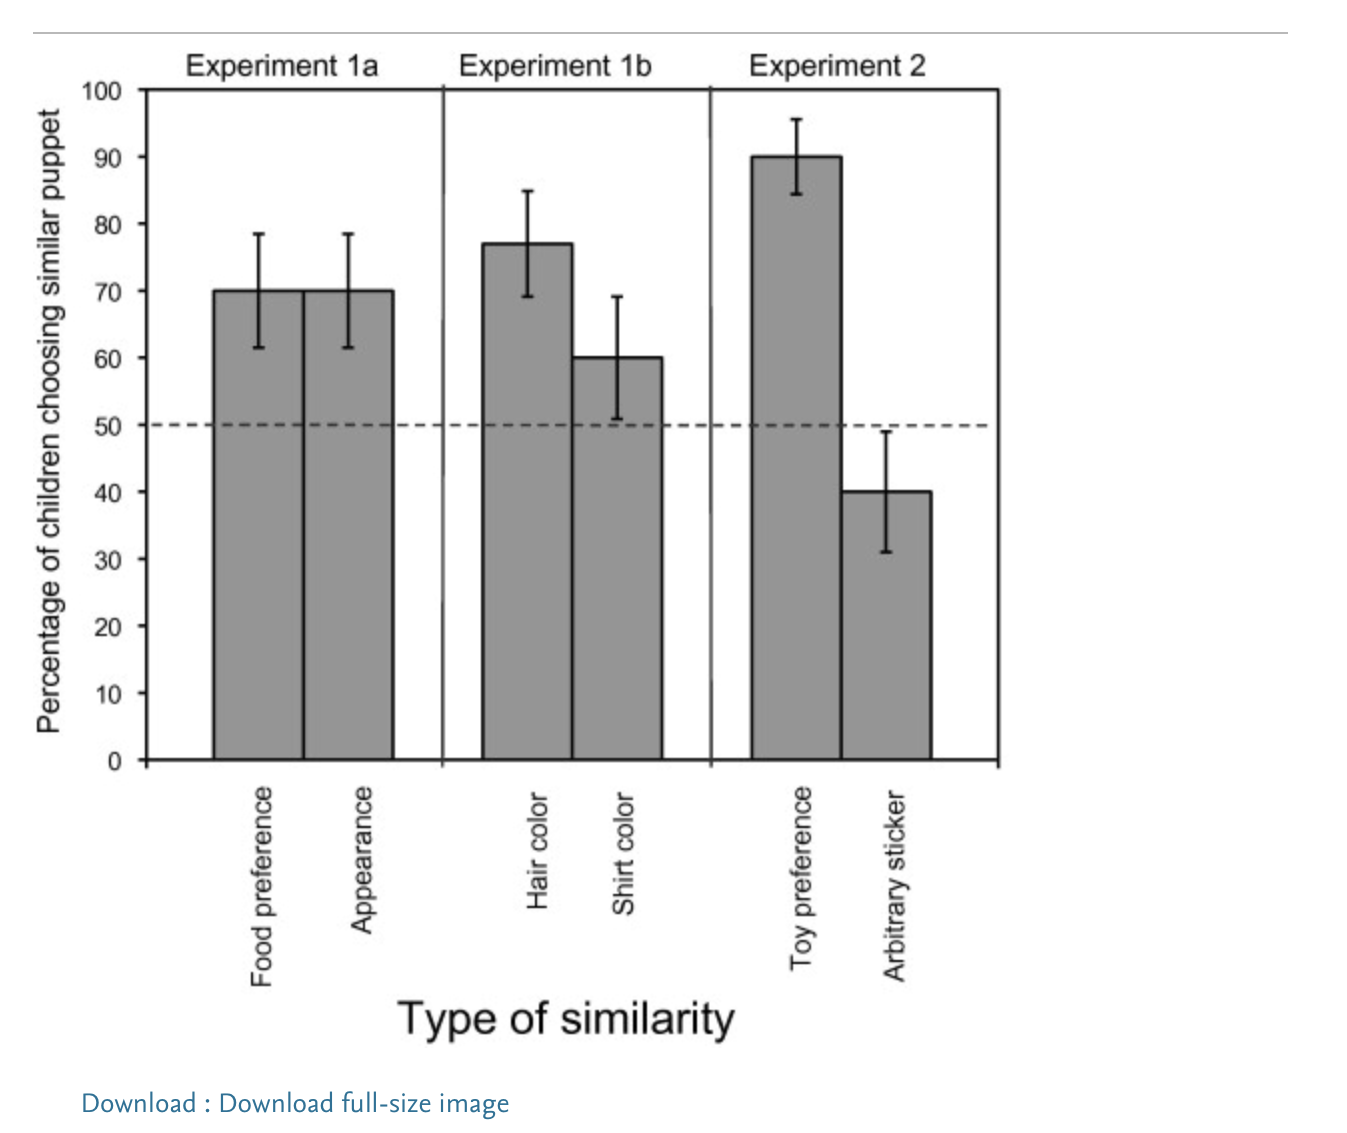 Experiment 1a Experiment 1b Experiment 2
Percentage of children choosing similar puppet
100
90
80
70
60
50
40
30
20
10
0
Food preference
Appearance
Hair color
Shirt color
Toy preference
Arbitrary sticker
Type of similarity
Download : Download full-size image